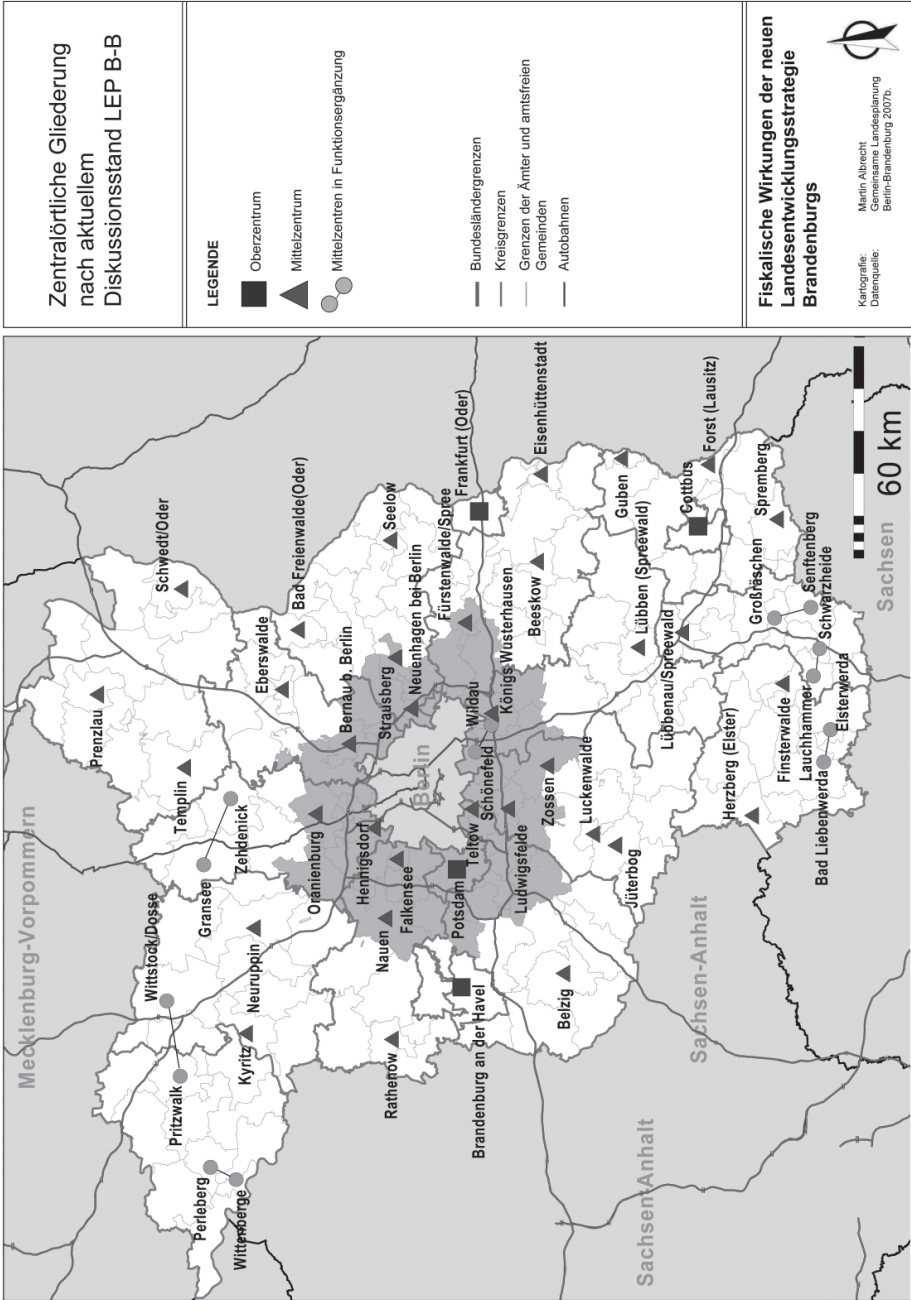 Zentralörtliche Gliederung
nach aktuellem
Diskussionsstand LEP B-B
LEGENDE
Oberzentrum
Mittelzentrum
Mittelzentren in Funktionsergänzung
Bundesländergrenzen
Kreisgrenzen
Grenzen der Ämter und amtsfreien
Gemeinden
Autobahnen
Fiskalische Wirkungen der neuen
Landesentwicklungsstrategie
Brandenburgs
Kartografie: Martin Albrecht
Datenquelle: Gemeinsame Landesplanung
Berlin-Brandenburg 2007b.
Mecklenburg-Vorpommern
Prenzlau
Schwedt/Oder
Templin
Wittstock/Dosse
Gransee
Zehdenick
Pritzwalk
Perleberg
Wittenberge
Kyritz
Neuruppin
Eberswalde
Bad Freienwalde(Oder)
Oranienburg
Bernau b. Berlin
Hennigsdorf
Strausberg
Seelow
Neuenhagen bei Berlin
Nauen
Falkensee
Rathenow
Berlin
Fürstenwalde/Spree
Frankfurt (Oder)
Potsdam
Teltow
Schönefeld
Wildau
Königs Wusterhausen
Brandenburg an der Havel
Ludwigsfelde
Zossen
Beeskow
Eisenhüttenstadt
Belzig
Luckenwalde
Jüterbog
Guben
Lübben (Spreewald)
Lübbenau/Spreewald
Cottbus
Forst (Lausitz)
Herzberg (Elster)
Finsterwalde
Großräschen
Spremberg
Senftenberg
Schwarzheide
Lauchhammer
Elsterwerda
Bad Liebenwerda
Sachsen-Anhalt
Sachsen-Anhalt
Sachsen
60 km